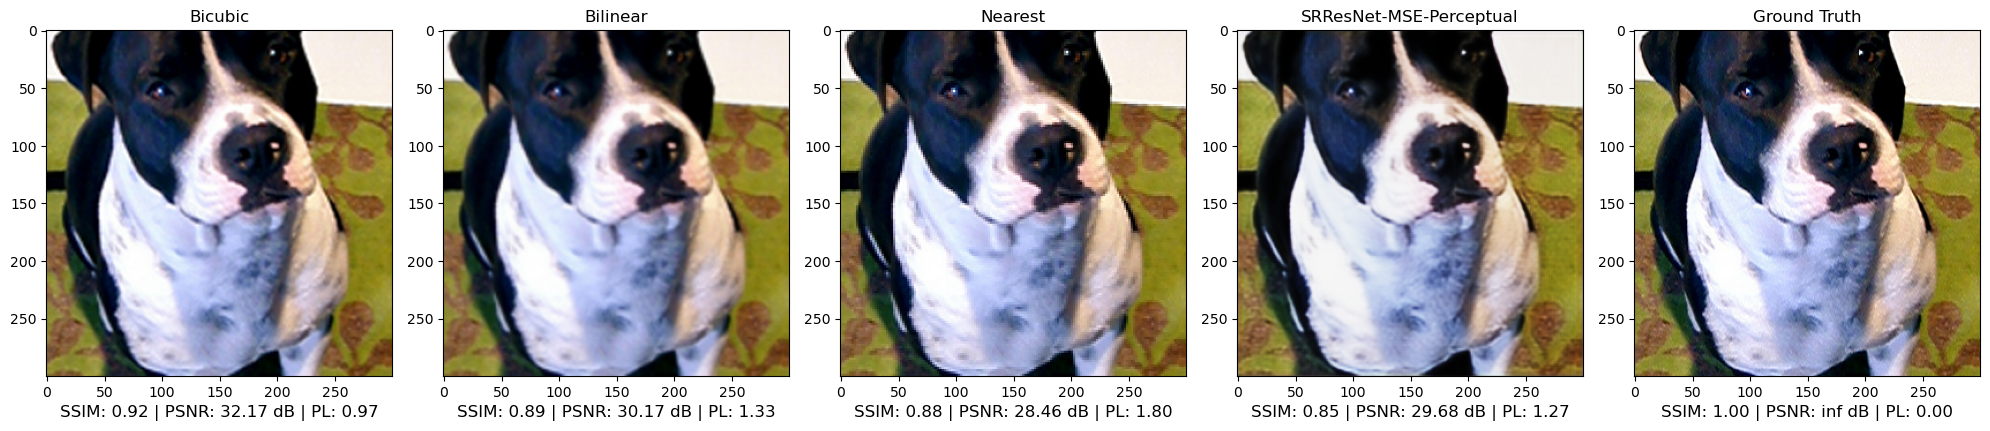 Bicubic
0
50
100
150
200
250
0 50 100 150 200 250
SSIM: 0.92 | PSNR: 32.17 dB | PL: 0.97
Bilinear
0
50
100
150
200
250
0 50 100 150 200 250
SSIM: 0.89 | PSNR: 30.17 dB | PL: 1.33
Nearest
0
50
100
150
200
250
0 50 100 150 200 250
SSIM: 0.88 | PSNR: 28.46 dB | PL: 1.80
SRResNet-MSE-Perceptual
0
50
100
150
200
250
0 50 100 150 200 250
SSIM: 0.85 | PSNR: 29.68 dB | PL: 1.27
Ground Truth
0
50
100
150
200
250
0 50 100 150 200 250
SSIM: 1.00 | PSNR: inf dB | PL: 0.00